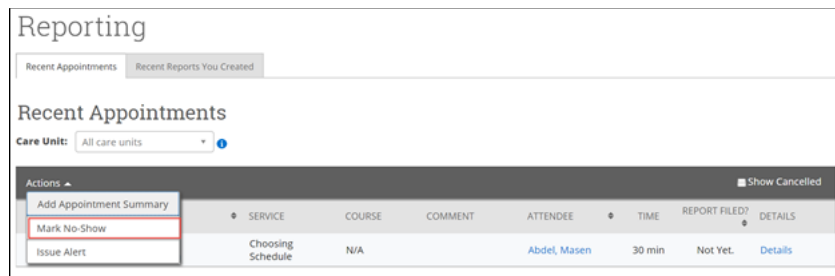 Reporting
Recent Appointments Recent Reports You Created
Recent Appointments
Care Unit: All care units
Actions Show Cancelled
Add Appointment Summary
Mark No-Show
Issue Alert
SERVICE COURSE COMMENT ATTENDEE TIME REPORT FILED? DETAILS
Choosing Schedule N/A Abdel, Masen 30 min Not Yet. Details